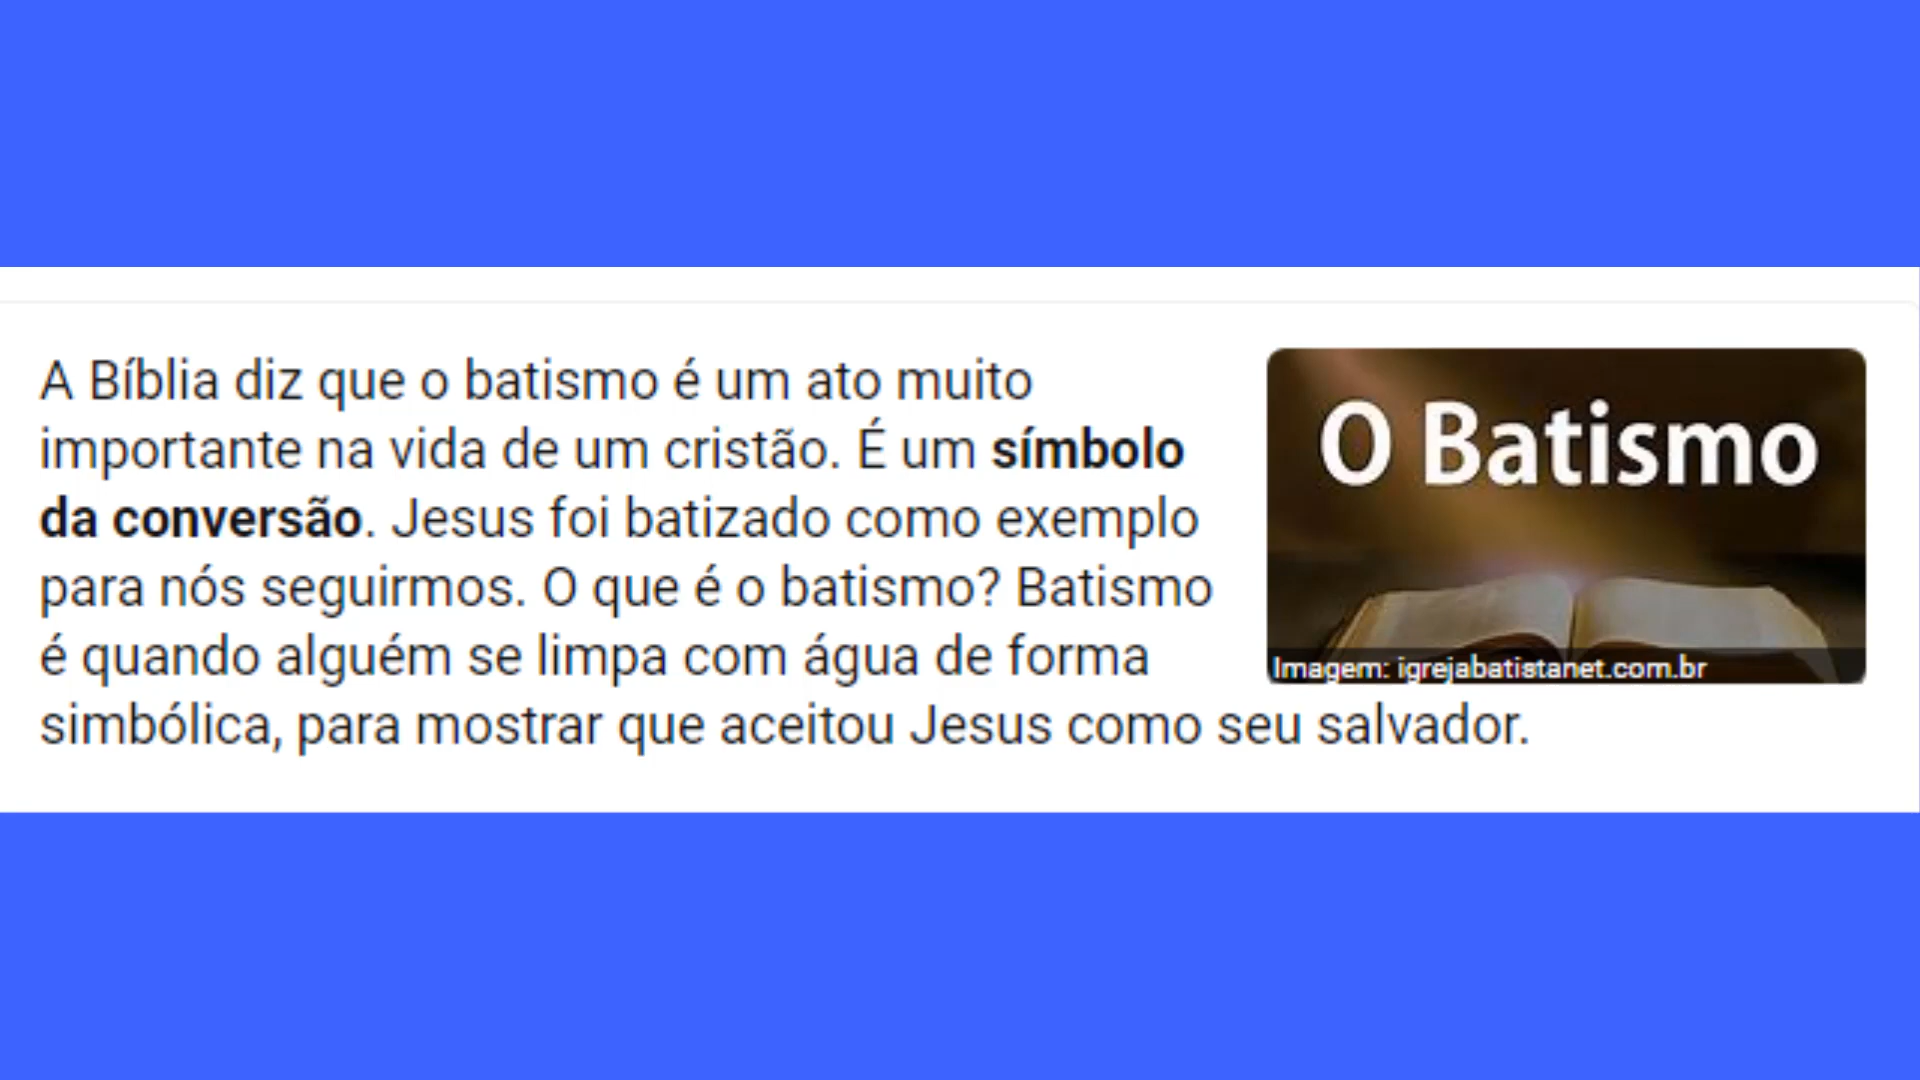 A Bíblia diz que o batismo é um ato muito
importante na vida de um cristão. É um símbolo
da conversão. Jesus foi batizado como exemplo
para nós seguirmos. O que é o batismo? Batismo
é quando alguém se limpa com água de forma
simbólica, para mostrar que aceitou Jesus como seu salvador.
O Batismo
Imagem: igrejabatistanet.com.br